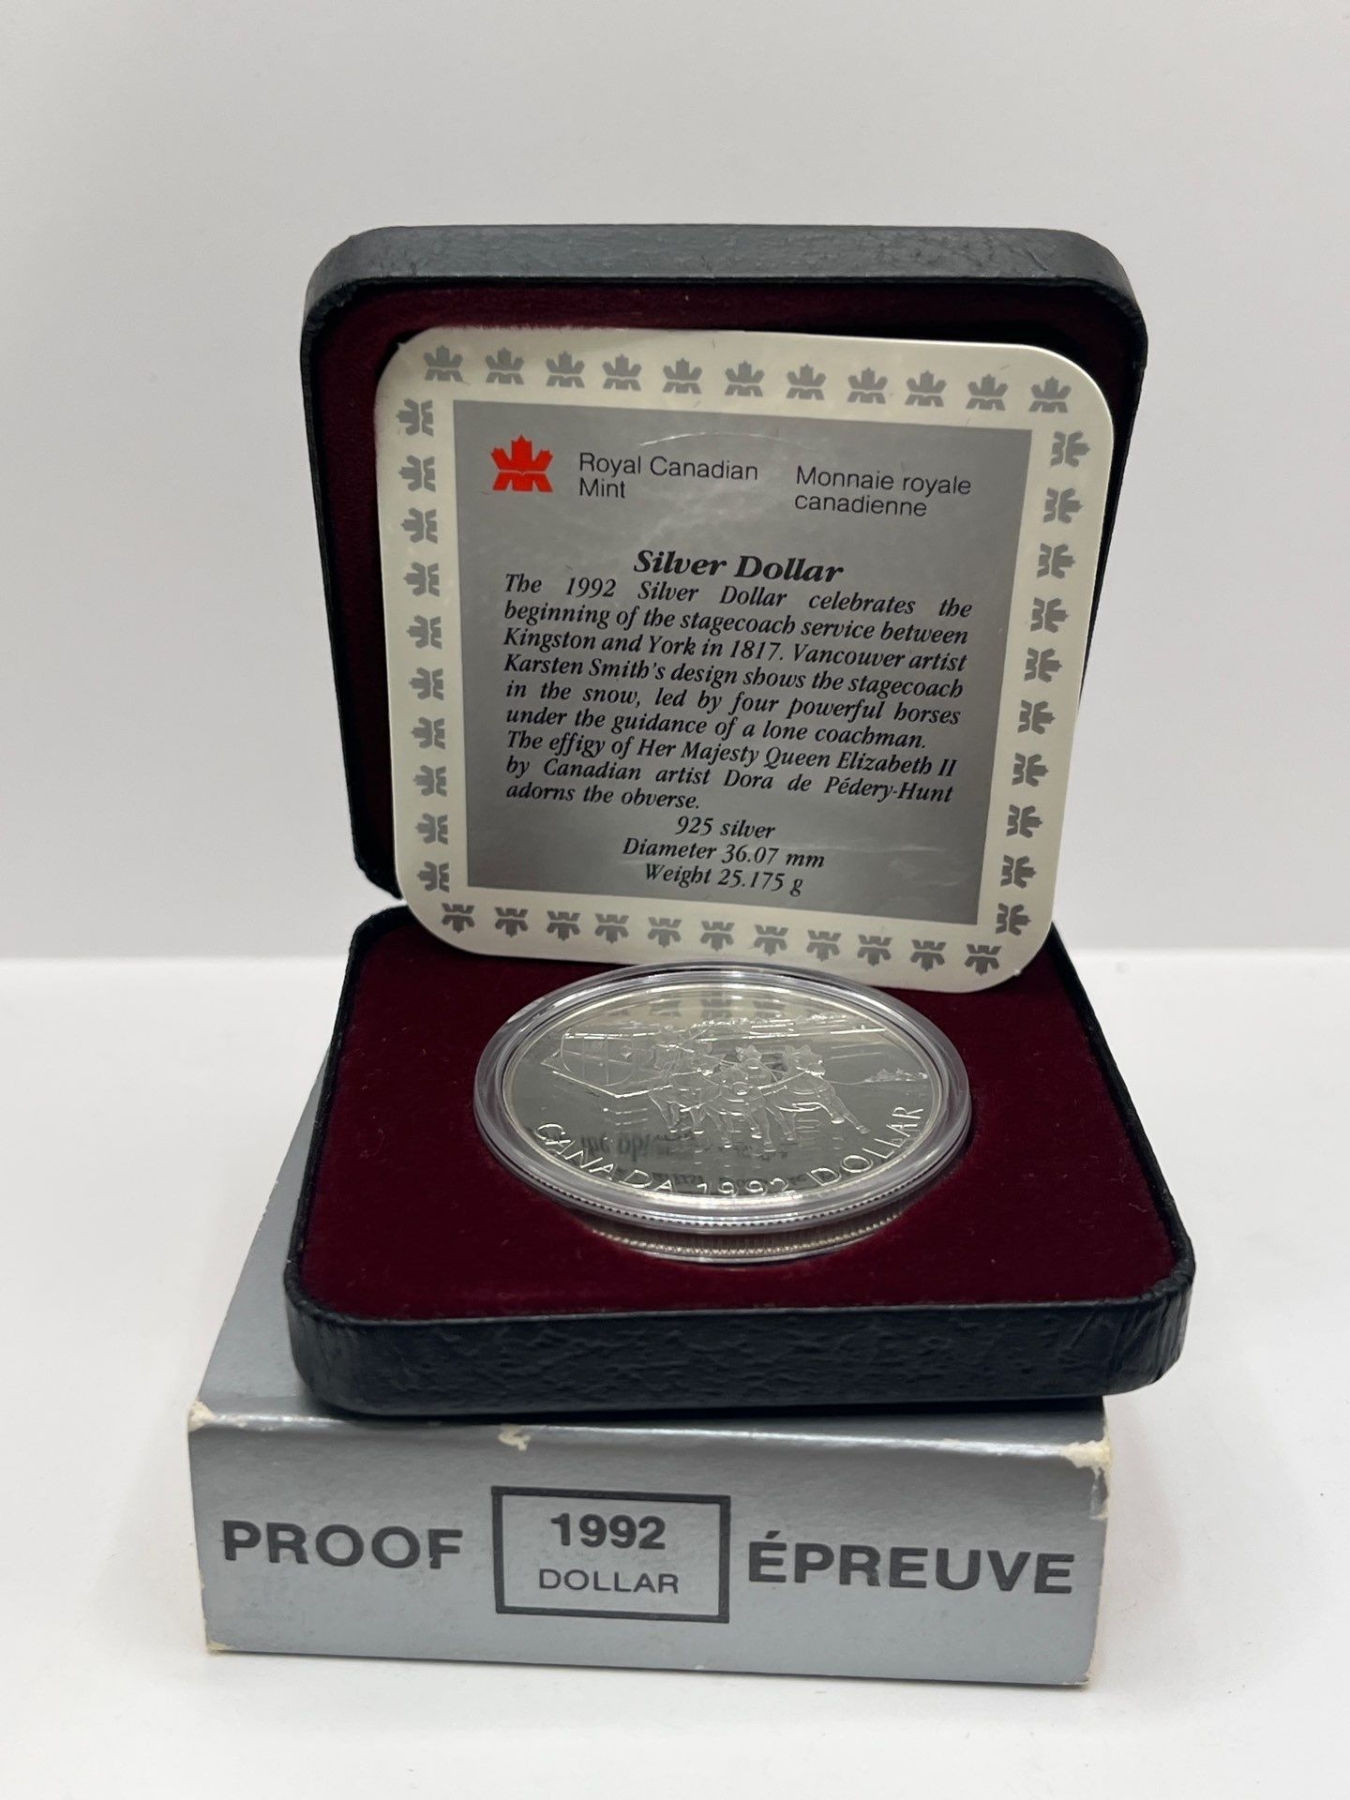 Royal Canadian
Mint
Monnaie royale
canadienne
Silver Dollar
The 1992 Silver Dollar celebrates the
beginning of the stagecoach service between
Kingston and York in 1817. Vancouver artist
Karsten Smith's design shows the stagecoach
in the snow, led by four powerful horses
under the guidance of a lone coachman.
The effigy of Her Majesty Queen Elizabeth II
by Canadian artist Dora de Pédery-Hunt
adorns the obverse.
925 silver
Diameter 36.07 mm
Weight 25.175 g
CANADA 1992 DOLLAR
PROOF
1992
DOLLAR
ÉPREUVE